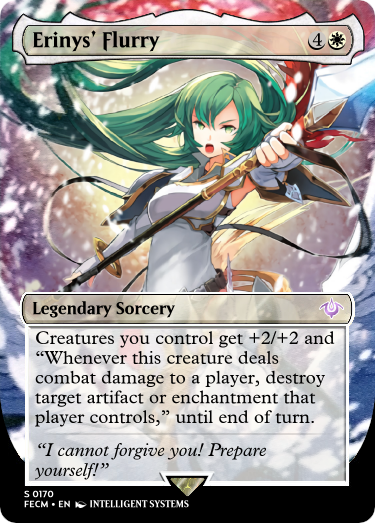 Erinys’ Flurry 4
Legendary Sorcery
Creatures you control get +2/+2 and
“Whenever this creature deals
combat damage to a player, destroy
target artifact or enchantment that
player controls,” until end of turn.
“I cannot forgive you! Prepare
yourself!”
S 0170
FECM • EN INTELLIGENT SYSTEMS